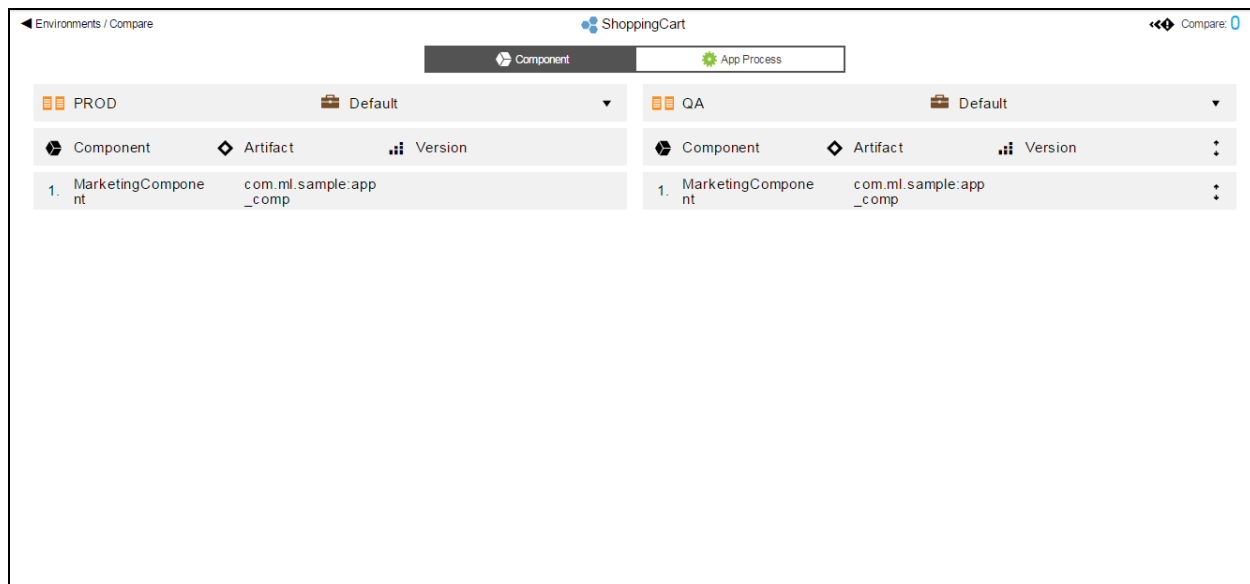 Environments / Compare
ShoppingCart
Compare: 0
Component
App Process
PROD
Default
QA
Default
Component
Artifact
Version
Component
Artifact
Version
1.
MarketingCompone
nt
com.ml.sample:app
_comp
1.
MarketingCompone
nt
com.ml.sample:app
_comp